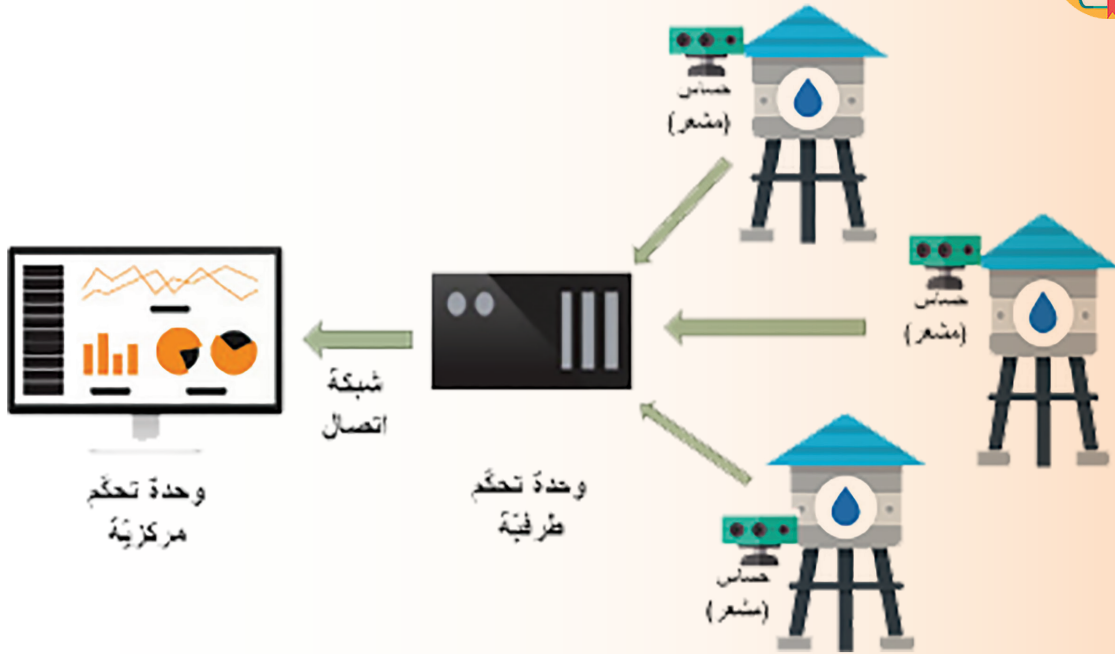 حساس
(مشعر)
حساس
(مشعر)
حساس
(مشعر)
وحدة تحكّم
طرفيّة
شبكة
اتصال
وحدة تحكّم
مركزيّة